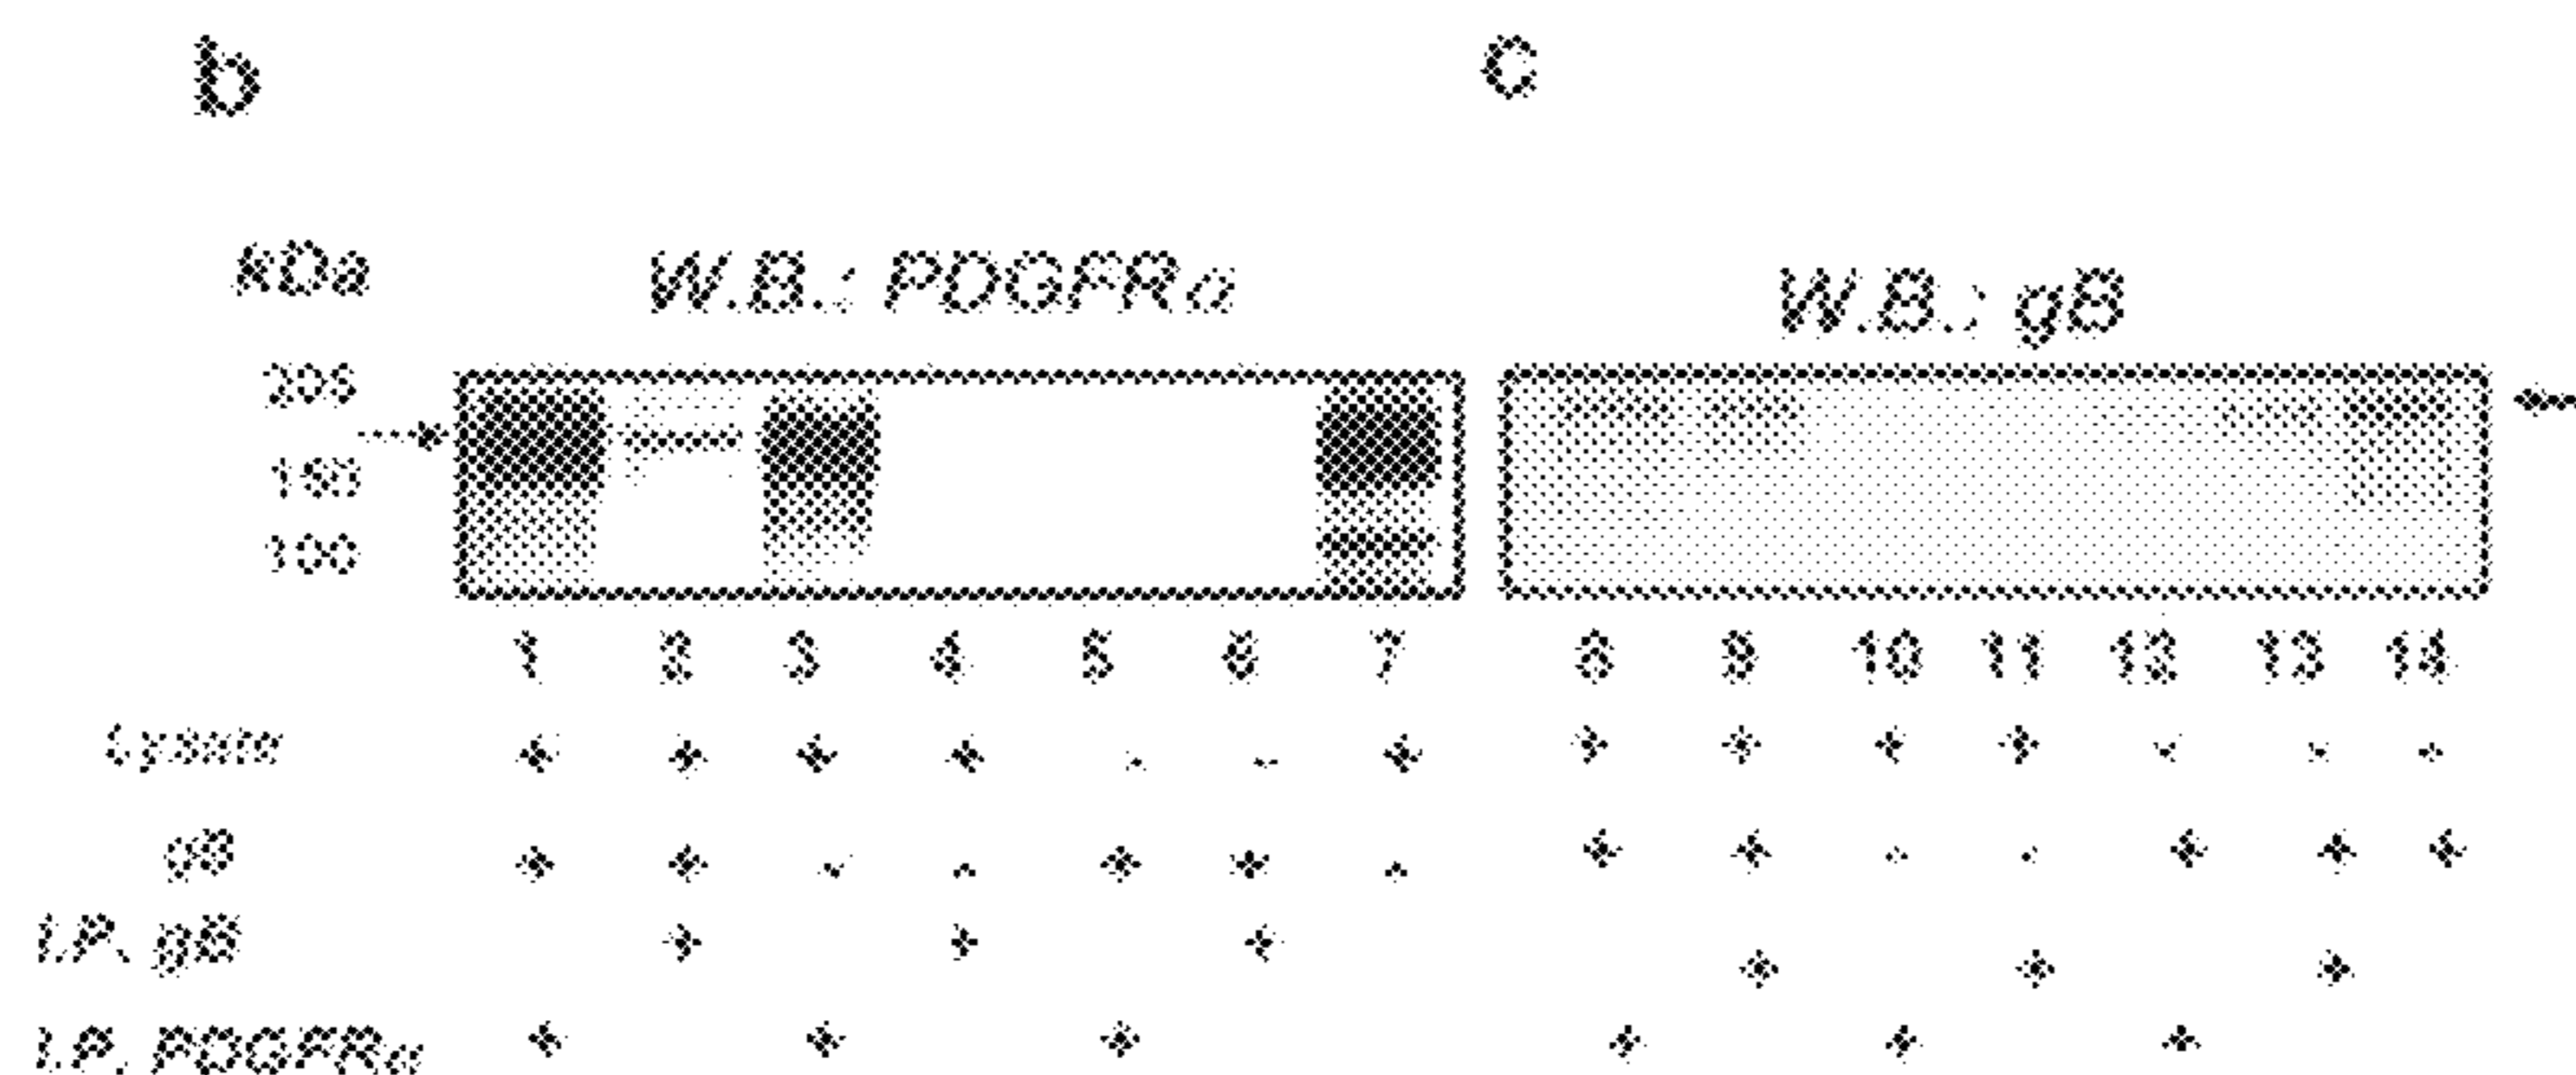 b c
kDa W.B.: PDGFRα W.B.: gB
205
100
1 2 3 4 5 6 7 8 9 10 11 12 13 14
Lysate + + + + - - + + + + + - - -
gB + + - - + + - + + - - + + +
I.P. gB + + + + + +
I.P. PDGFRα + + + + + +